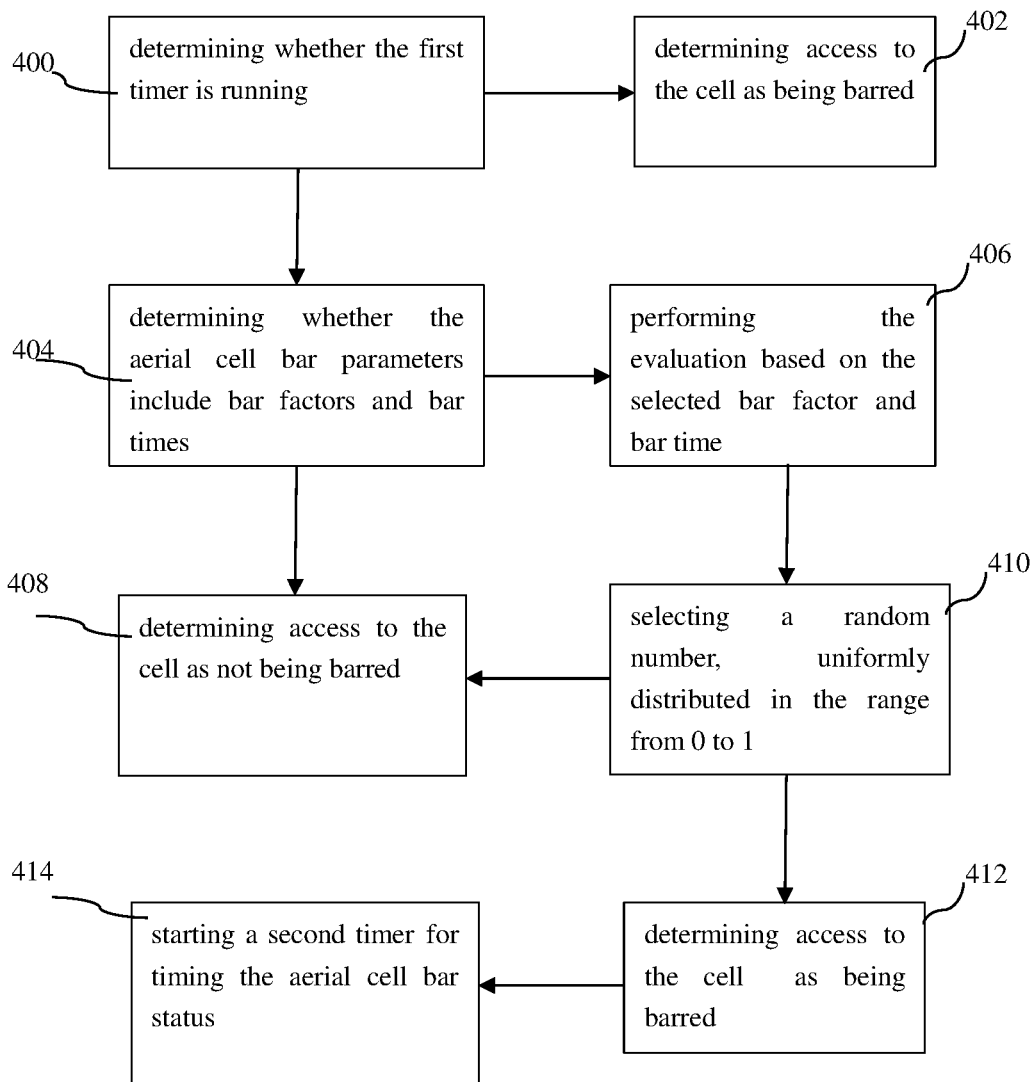 400
determining whether the first
timer is running
402
determining access to
the cell as being barred
404
determining whether the
aerial cell bar parameters
include bar factors and bar
times
406
performing the
evaluation based on the
selected bar factor and
bar time
408
determining access to the
cell as not being barred
410
selecting a random
number, uniformly
distributed in the range
from 0 to 1
414
starting a second timer for
timing the aerial cell bar
status
412
determining access to
the cell as being
barred